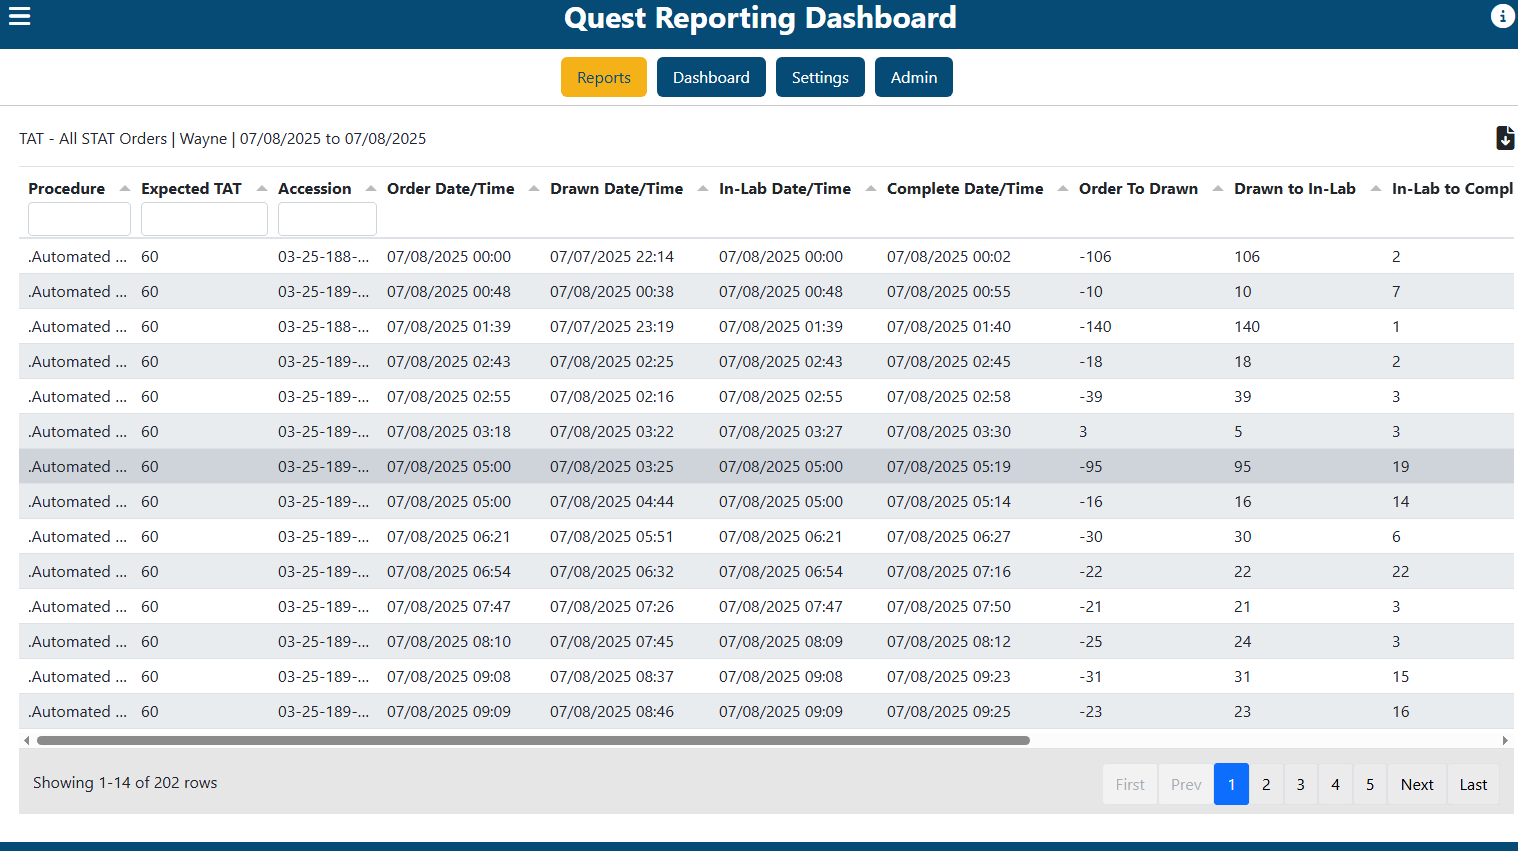 Quest Reporting Dashboard
Reports Dashboard Settings Admin
TAT - All STAT Orders | Wayne | 07/08/2025 to 07/08/2025
Procedure Expected TAT Accession Order Date/Time Drawn Date/Time In-Lab Date/Time Complete Date/Time Order To Drawn Drawn to In-Lab In-Lab to Compl
.Automated ... 60 03-25-188-... 07/08/2025 00:00 07/07/2025 22:14 07/08/2025 00:00 07/08/2025 00:02 -106 106 2
.Automated ... 60 03-25-189-... 07/08/2025 00:48 07/08/2025 00:38 07/08/2025 00:48 07/08/2025 00:55 -10 10 7
.Automated ... 60 03-25-188-... 07/08/2025 01:39 07/07/2025 23:19 07/08/2025 01:39 07/08/2025 01:40 -140 140 1
.Automated ... 60 03-25-189-... 07/08/2025 02:43 07/08/2025 02:25 07/08/2025 02:43 07/08/2025 02:45 -18 18 2
.Automated ... 60 03-25-189-... 07/08/2025 02:55 07/08/2025 02:16 07/08/2025 02:55 07/08/2025 02:58 -39 39 3
.Automated ... 60 03-25-189-... 07/08/2025 03:18 07/08/2025 03:22 07/08/2025 03:27 07/08/2025 03:30 3 5 3
.Automated ... 60 03-25-189-... 07/08/2025 05:00 07/08/2025 03:25 07/08/2025 05:00 07/08/2025 05:19 -95 95 19
.Automated ... 60 03-25-189-... 07/08/2025 05:00 07/08/2025 04:44 07/08/2025 05:00 07/08/2025 05:14 -16 16 14
.Automated ... 60 03-25-189-... 07/08/2025 06:21 07/08/2025 05:51 07/08/2025 06:21 07/08/2025 06:27 -30 30 6
.Automated ... 60 03-25-189-... 07/08/2025 06:54 07/08/2025 06:32 07/08/2025 06:54 07/08/2025 07:16 -22 22 22
.Automated ... 60 03-25-189-... 07/08/2025 07:47 07/08/2025 07:26 07/08/2025 07:47 07/08/2025 07:50 -21 21 3
.Automated ... 60 03-25-189-... 07/08/2025 08:10 07/08/2025 07:45 07/08/2025 08:09 07/08/2025 08:12 -25 24 3
.Automated ... 60 03-25-189-... 07/08/2025 09:08 07/08/2025 08:37 07/08/2025 09:08 07/08/2025 09:23 -31 31 15
.Automated ... 60 03-25-189-... 07/08/2025 09:09 07/08/2025 08:46 07/08/2025 09:09 07/08/2025 09:25 -23 23 16
Showing 1-14 of 202 rows First Prev 1 2 3 4 5 Next Last